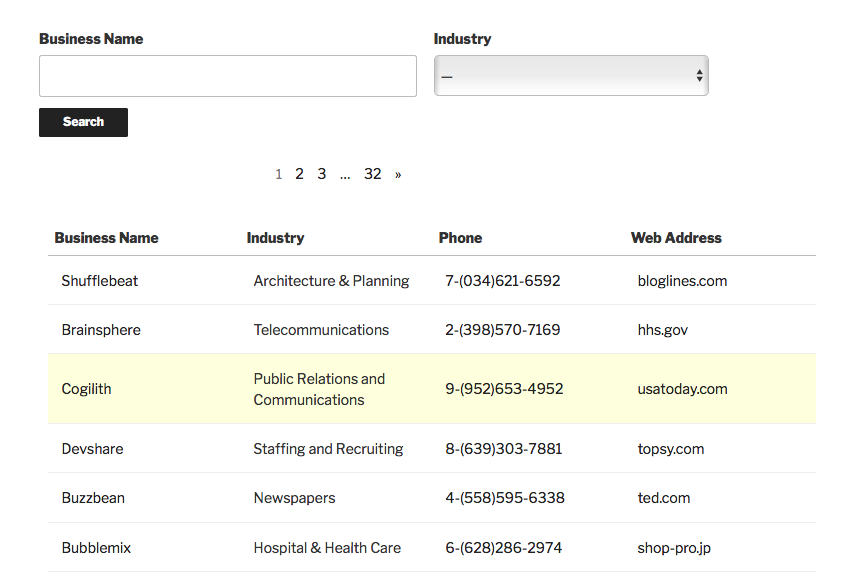 Business Name Industry
—
Search
1 2 3 ... 32 »
Business Name Industry Phone Web Address
Shufflebeat Architecture & Planning 7-(034)621-6592 bloglines.com
Brainsphere Telecommunications 2-(398)570-7169 hhs.gov
Cogilith Public Relations and Communications 9-(952)653-4952 usatoday.com
Devshare Staffing and Recruiting 8-(639)303-7881 topsy.com
Buzzbean Newspapers 4-(558)595-6338 ted.com
Bubblemix Hospital & Health Care 6-(628)286-2974 shop-pro.jp